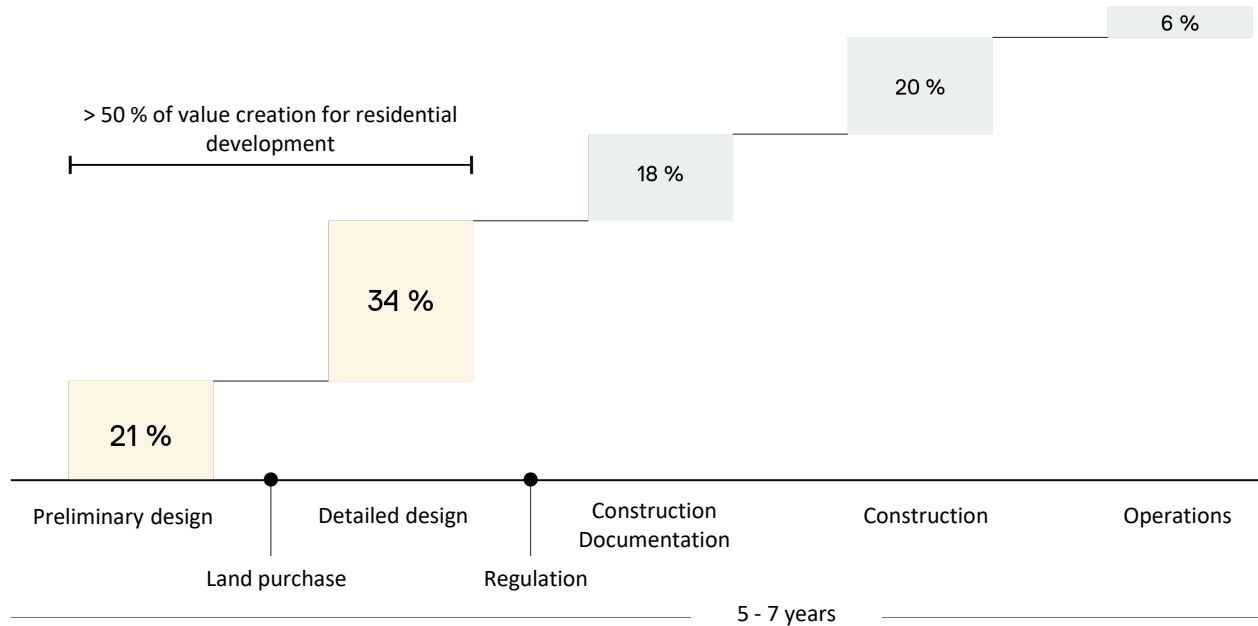 6 %
20 %
> 50 % of value creation for residential
development
18 %
34 %
21 %
Preliminary design
Detailed design
Construction
Documentation
Construction
Operations
Land purchase
Regulation
5 - 7 years